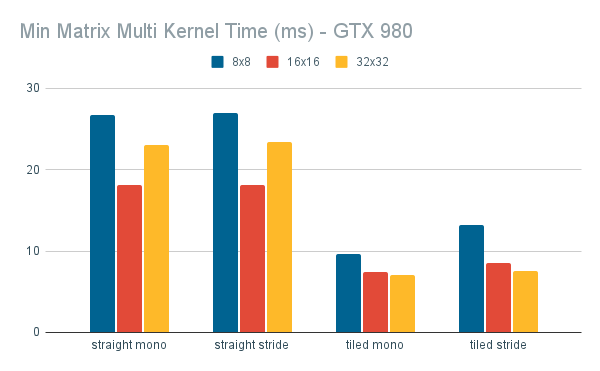 Min Matrix Multi Kernel Time (ms) - GTX 980
8x8 16x16 32x32
30
20
10
0
straight mono straight stride tiled mono tiled stride